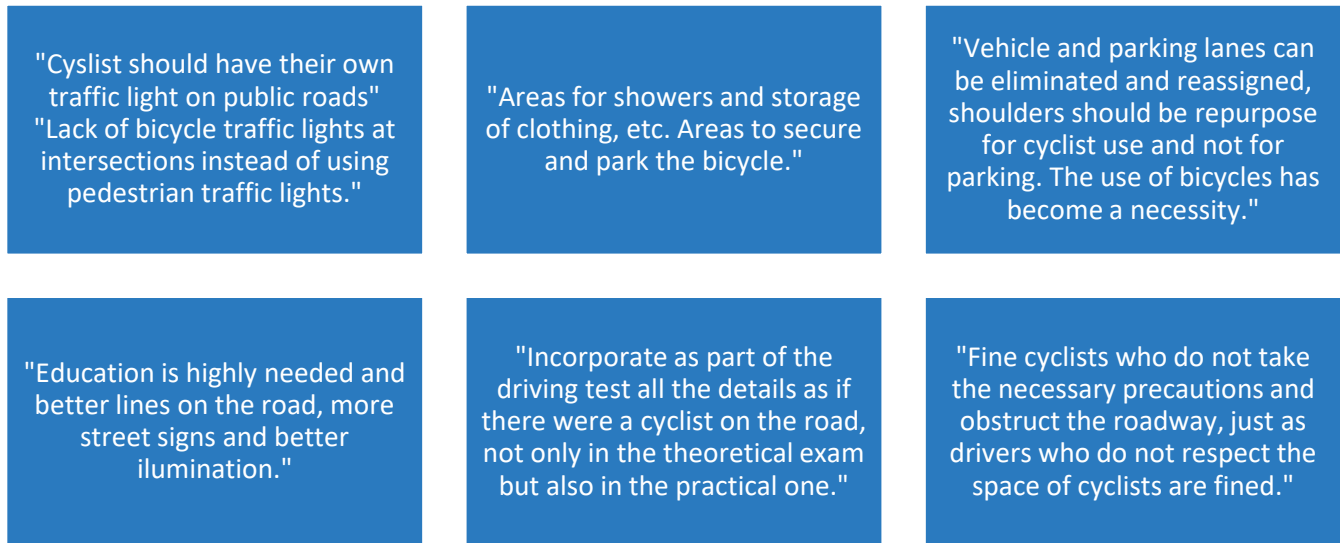 "Cyslist should have their own
traffic light on public roads"
"Lack of bicycle traffic lights at
intersections instead of using
pedestrian traffic lights."
"Areas for showers and storage
of clothing, etc. Areas to secure
and park the bicycle."
"Vehicle and parking lanes can
be eliminated and reassigned,
shoulders should be repurpose
for cyclist use and not for
parking. The use of bicycles has
become a necessity."
"Education is highly needed and
better lines on the road, more
street signs and better
ilumination."
"Incorporate as part of the
driving test all the details as if
there were a cyclist on the road,
not only in the theoretical exam
but also in the practical one."
"Fine cyclists who do not take
the necessary precautions and
obstruct the roadway, just as
drivers who do not respect the
space of cyclists are fined."